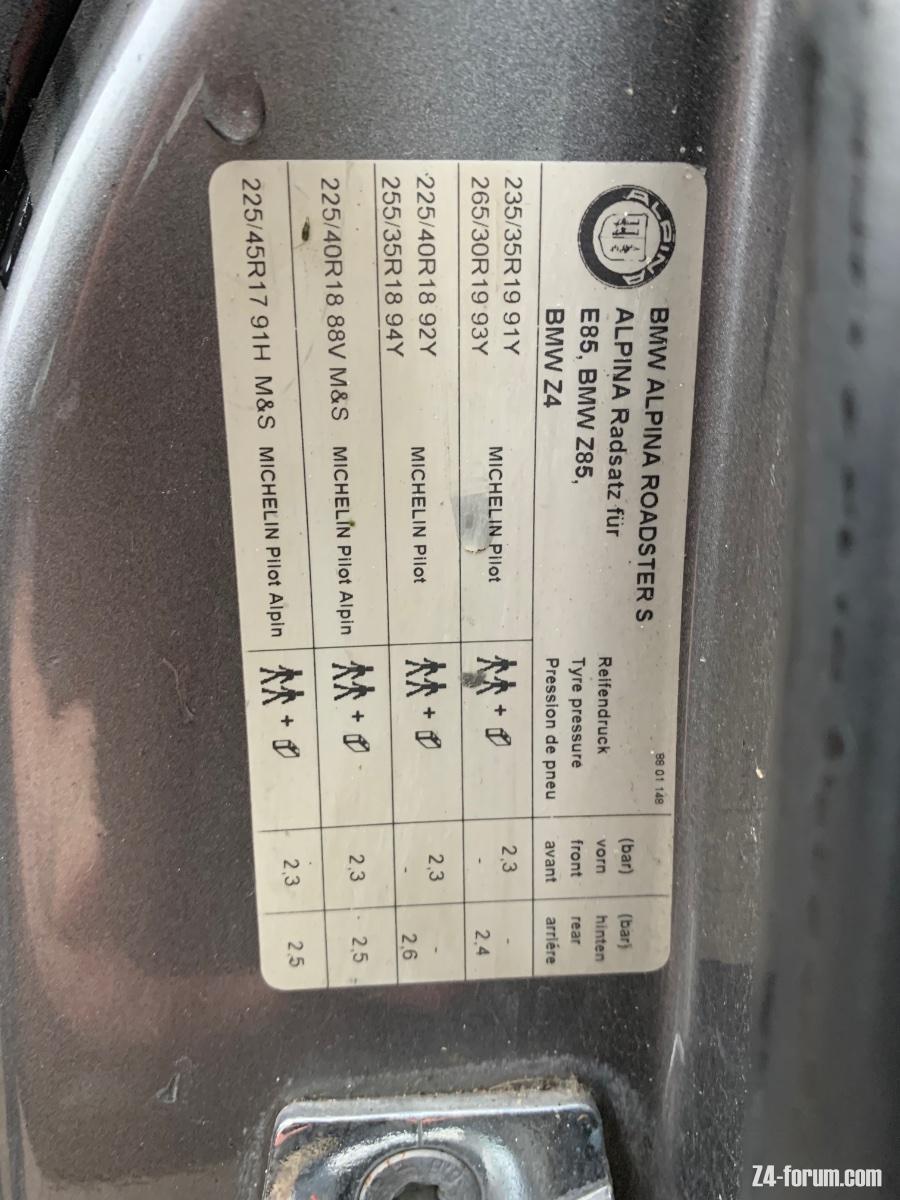 ALPINA
BMW ALPINA ROADSTER S
ALPINA Radsatz für
E85, BMW Z85,
BMW Z4
88 01 148
Reifendruck
Tyre pressure
Pression de pneu
(bar)
vorn
front
avant
(bar)
hinten
rear
arriére
235/35R19 91Y MICHELIN Pilot + 2,3 -
265/30R19 93Y - 2,4
225/40R18 92Y MICHELIN Pilot + 2,3 -
255/35R18 94Y - 2,6
225/40R18 88V M&S MICHELIN Pilot Alpin + 2,3 2,5
225/45R17 91H M&S MICHELIN Pilot Alpin + 2,3 2,5
Z4-forum.com